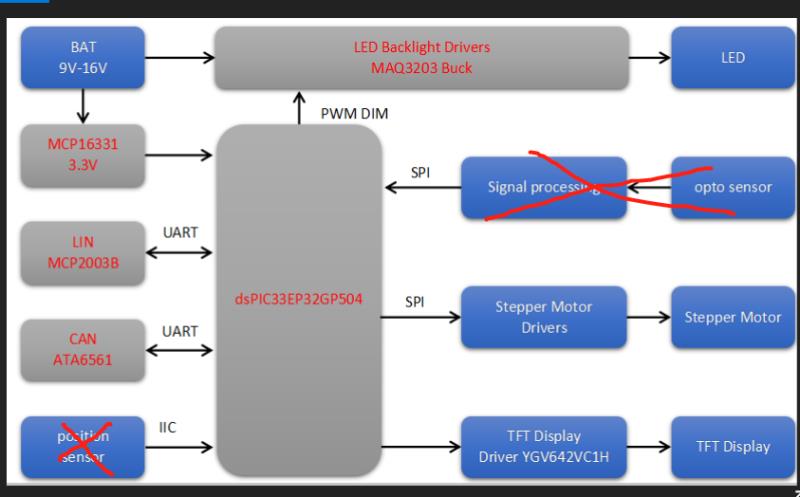 BAT
9V-16V
LED Backlight Drivers
MAQ3203 Buck
LED
PWM DIM
MCP16331
3.3V
SPI
Signal processing
opto sensor
LIN
MCP2003B
UART
dsPIC33EP32GP504
SPI
Stepper Motor
Drivers
Stepper Motor
CAN
ATA6561
UART
position
sensor
IIC
TFT Display
Driver YGV642VC1H
TFT Display